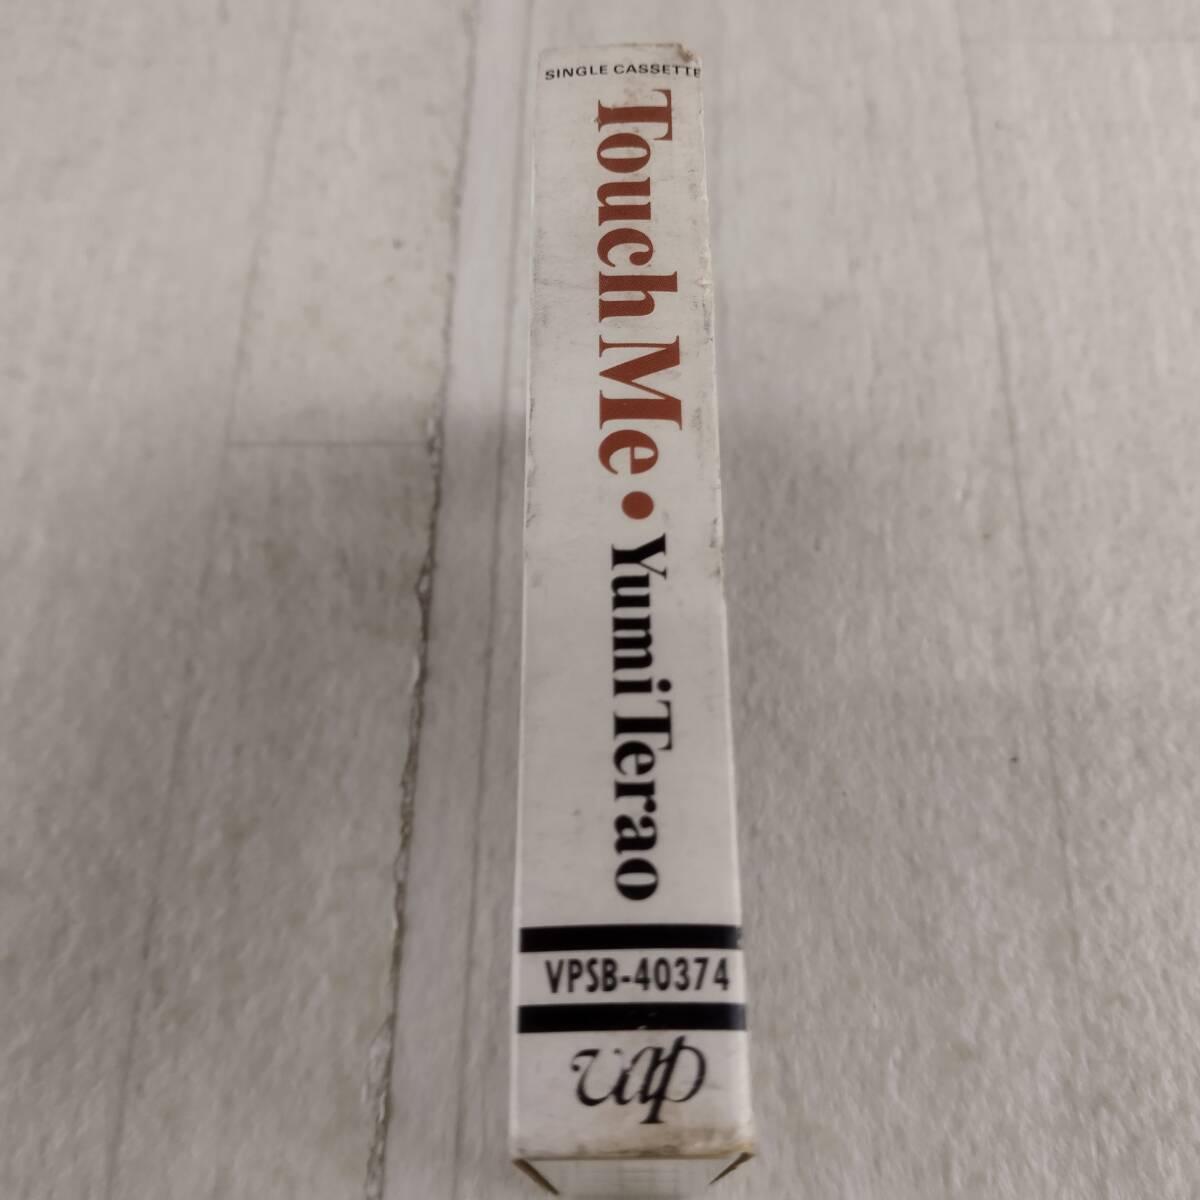 SINGLE CASSETTE
Touch Me • Yumi Terao
VPSB-40374
vap